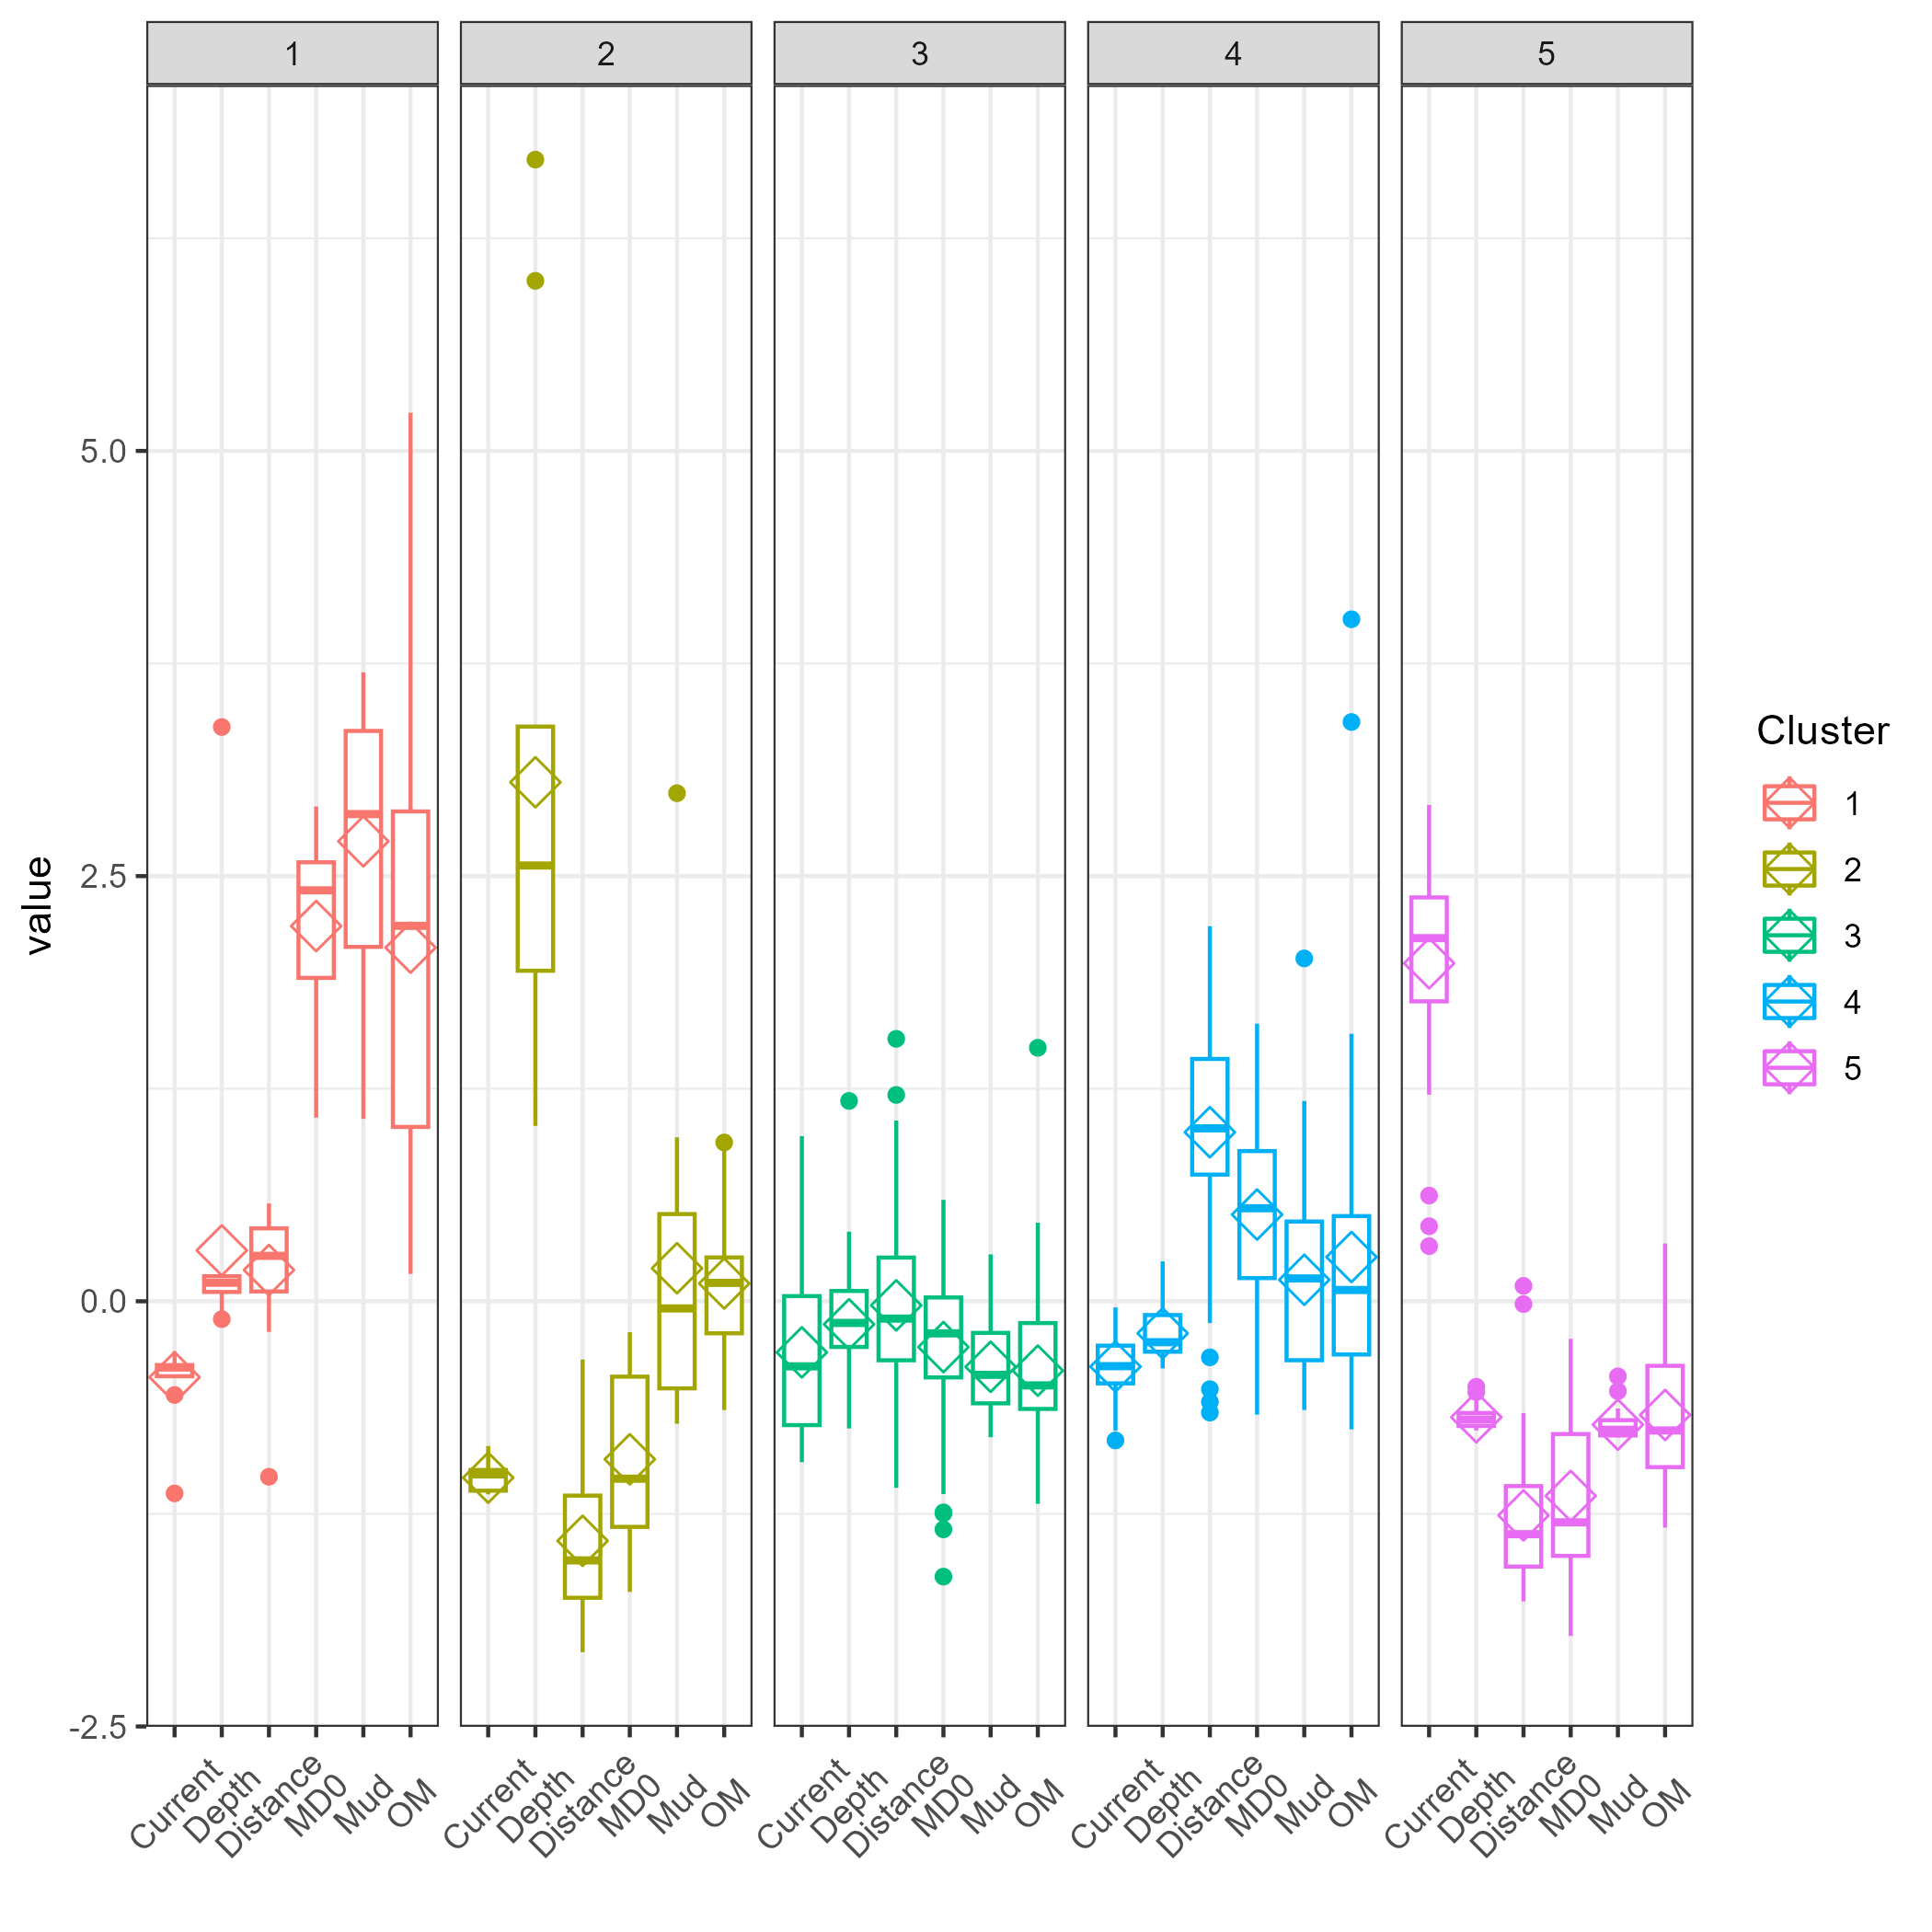 1 2 3 4 5
5.0
2.5
0.0
-2.5
value
Current Depth Distance MD0 Mud OM
Current Depth Distance MD0 Mud OM
Current Depth Distance MD0 Mud OM
Current Depth Distance MD0 Mud OM
Current Depth Distance MD0 Mud OM
Cluster
1
2
3
4
5